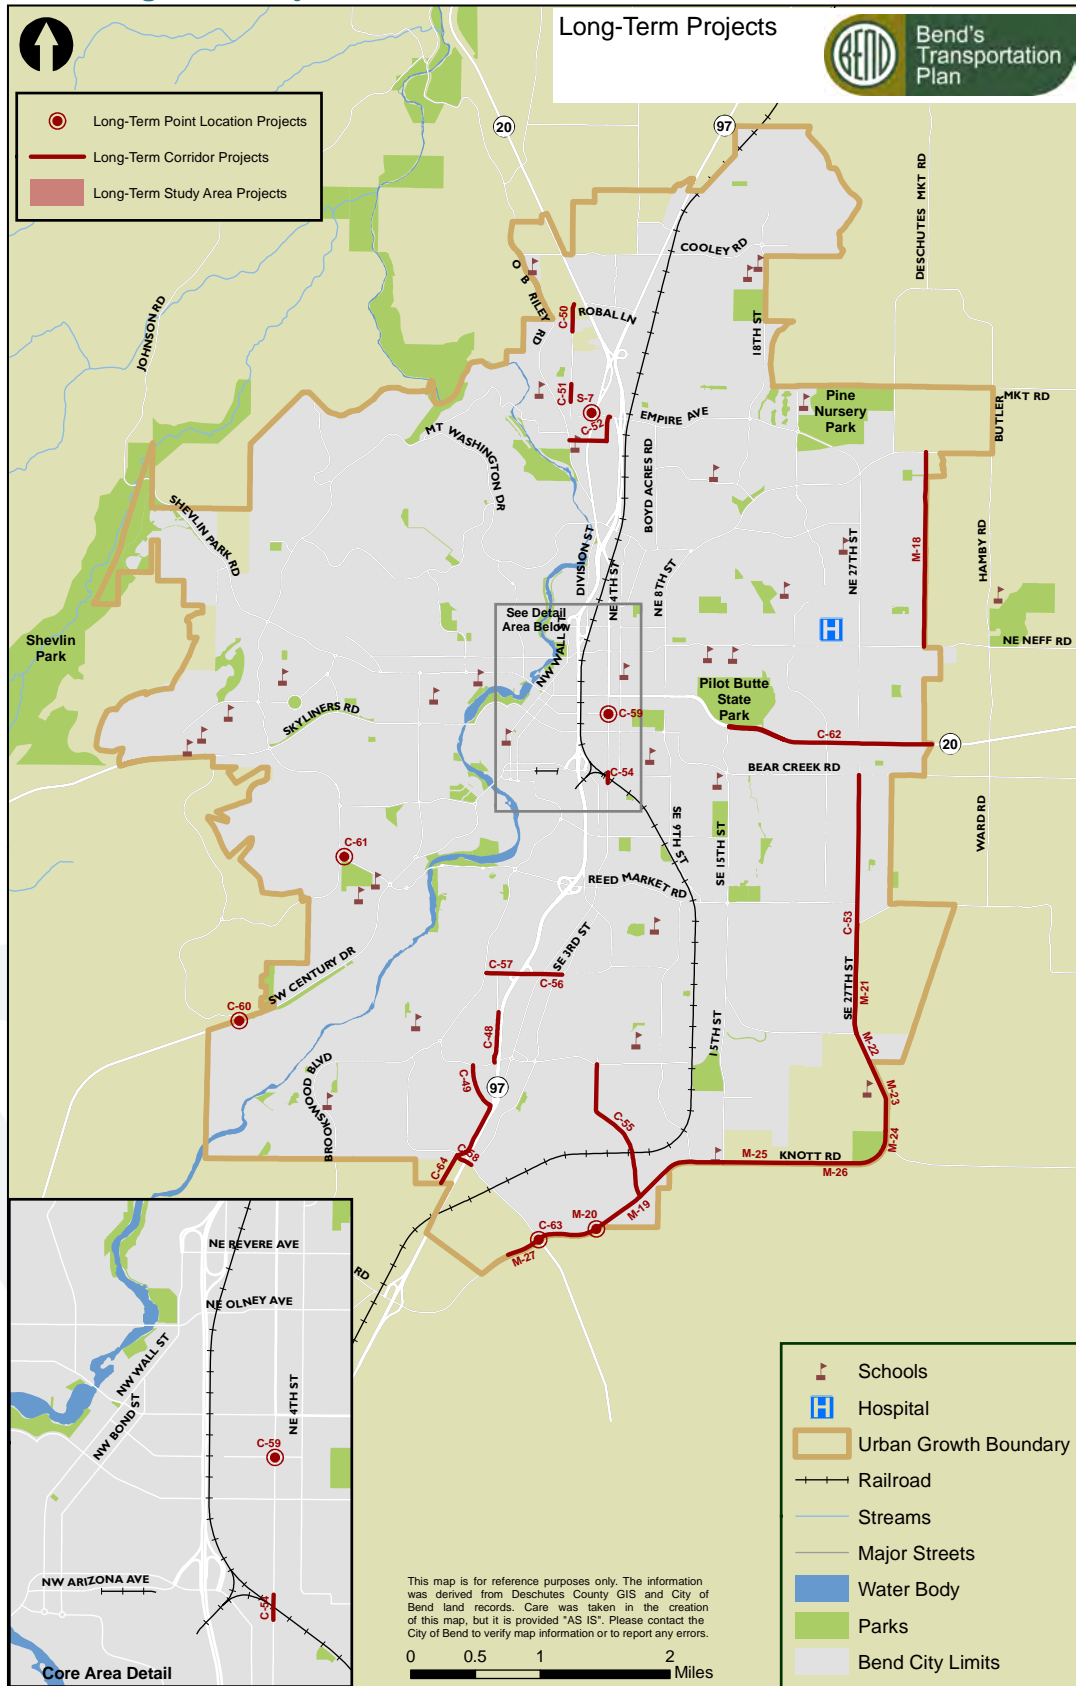 Long-Term Projects
BEND
Bend's
Transportation
Plan
Long-Term Point Location Projects
Long-Term Corridor Projects
Long-Term Study Area Projects
20
97
DESCHUTES MKT RD
COOLEY RD
O B RILEY RD
JOHNSON RD
C-50
ROBAL LN
18TH ST
C-51
S-7
C-52
EMPIRE AVE
Pine
Nursery
Park
BUTLER MKT RD
MT WASHINGTON DR
BOYD ACRES RD
SHEVLIN PARK RD
DIVISION ST
NE 4TH ST
NE 8TH ST
NE 27TH ST
M-18
HAMBY RD
See Detail
Area Below
NW WALL ST
Shevlin
Park
NE NEFF RD
Pilot Butte
State
Park
SKYLINERS RD
C-59
C-62
20
BEAR CREEK RD
C-54
SE 9TH ST
SE 15TH ST
WARD RD
C-61
REED MARKET RD
C-53
SE 3RD ST
C-57
C-56
SW CENTURY DR
C-60
SE 27TH ST
M-21
C-48
15TH ST
M-22
BROOKSWOOD BLVD
C-49
97
M-23
C-55
M-24
C-58
C-64
M-25
KNOTT RD
M-26
M-19
M-20
C-63
M-27
RD
NE REVERE AVE
NE OLNEY AVE
NW WALL ST
NW BOND ST
NE 4TH ST
C-59
NW ARIZONA AVE
C-54
Core Area Detail
This map is for reference purposes only. The information
was derived from Deschutes County GIS and City of
Bend land records. Care was taken in the creation
of this map, but it is provided "AS IS". Please contact the
City of Bend to verify map information or to report any errors.
0 0.5 1 2
Miles
Schools
H Hospital
Urban Growth Boundary
Railroad
Streams
Major Streets
Water Body
Parks
Bend City Limits